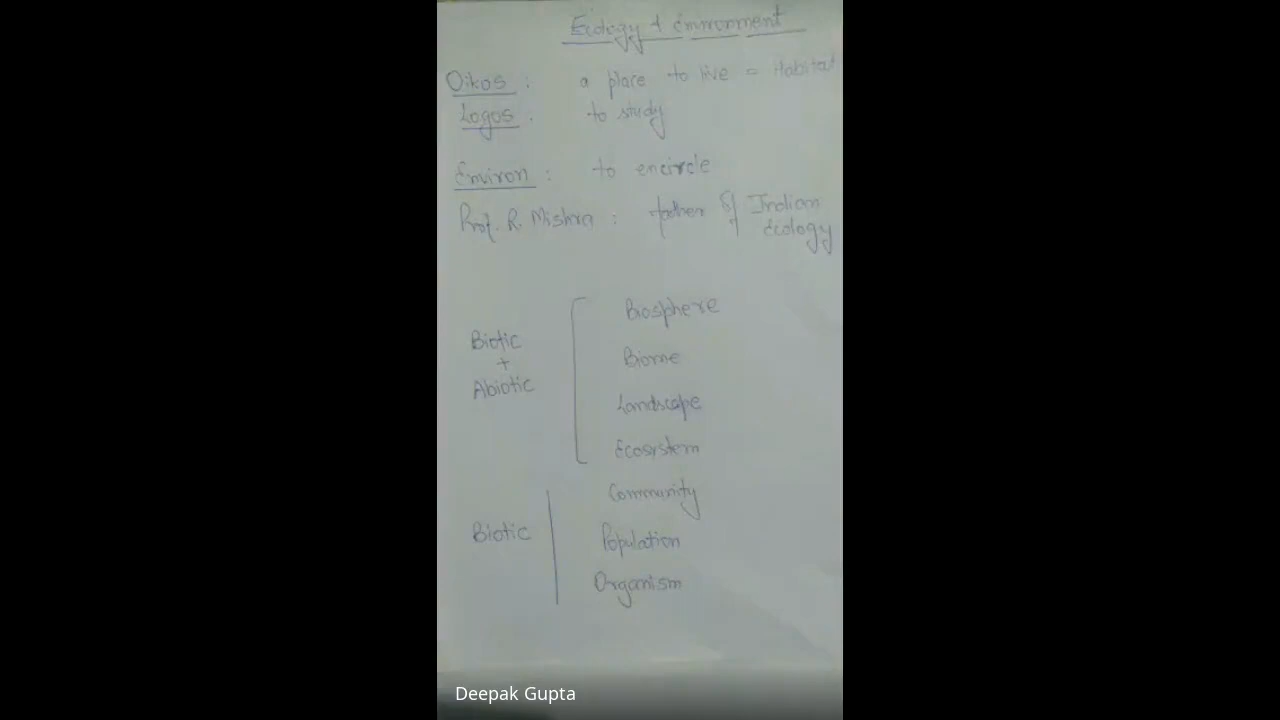 Ecology + Environment
Oikos : a place to live = Habitat
Logos : to study
Environ : to encircle
Prof. R Mishra : father of Indian
Ecology
Biosphere
Biotic
+
Abiotic
Biome
Landscape
Ecosystem
Community
Biotic
Population
Organism
Deepak Gupta